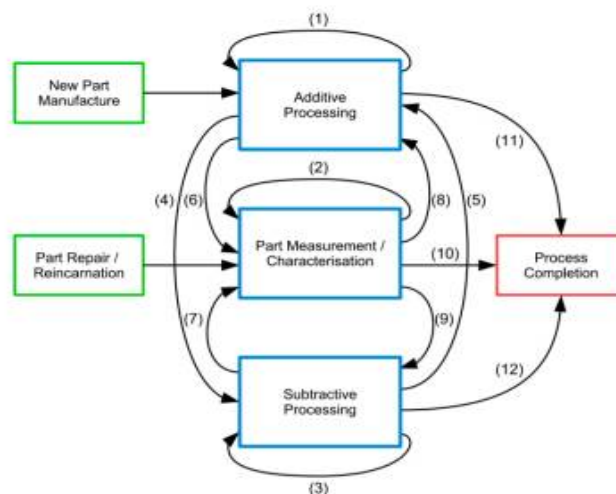 (1)
New Part
Manufacture
Additive
Processing
(11)
(4)
(6)
(2)
(8)
(5)
Part Repair /
Reincarnation
Part Measurement /
Characterisation
(10)
Process
Completion
(7)
(9)
(12)
Subtractive
Processing
(3)